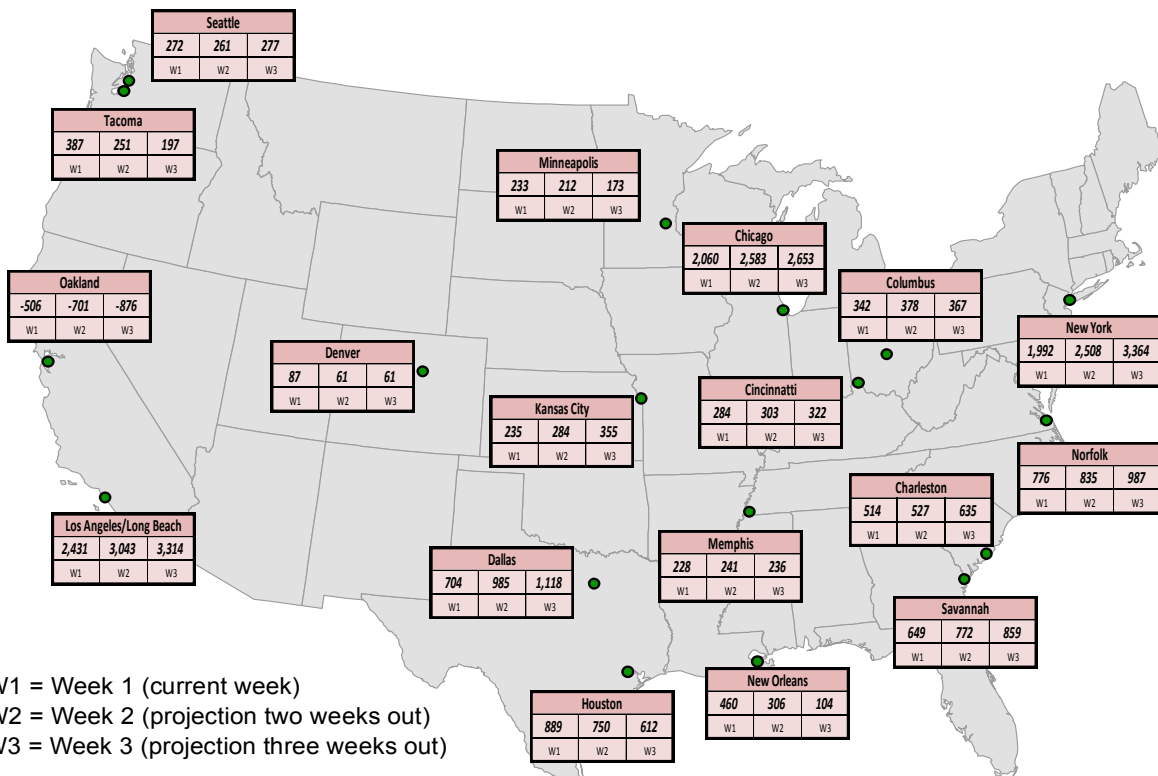 Seattle
272 261 277
W1 W2 W3
Tacoma
387 251 197
W1 W2 W3
Minneapolis
233 212 173
W1 W2 W3
Chicago
2,060 2,583 2,653
W1 W2 W3
Oakland
-506 -701 -876
W1 W2 W3
Columbus
342 378 367
W1 W2 W3
New York
1,992 2,508 3,364
W1 W2 W3
Denver
87 61 61
W1 W2 W3
Cincinnatti
284 303 322
W1 W2 W3
Kansas City
235 284 355
W1 W2 W3
Norfolk
776 835 987
W1 W2 W3
Charleston
514 527 635
W1 W2 W3
Los Angeles/Long Beach
2,431 3,043 3,314
W1 W2 W3
Memphis
228 241 236
W1 W2 W3
Dallas
704 985 1,118
W1 W2 W3
Savannah
649 772 859
W1 W2 W3
New Orleans
460 306 104
W1 W2 W3
Houston
889 750 612
W1 W2 W3
W1 = Week 1 (current week)
W2 = Week 2 (projection two weeks out)
W3 = Week 3 (projection three weeks out)